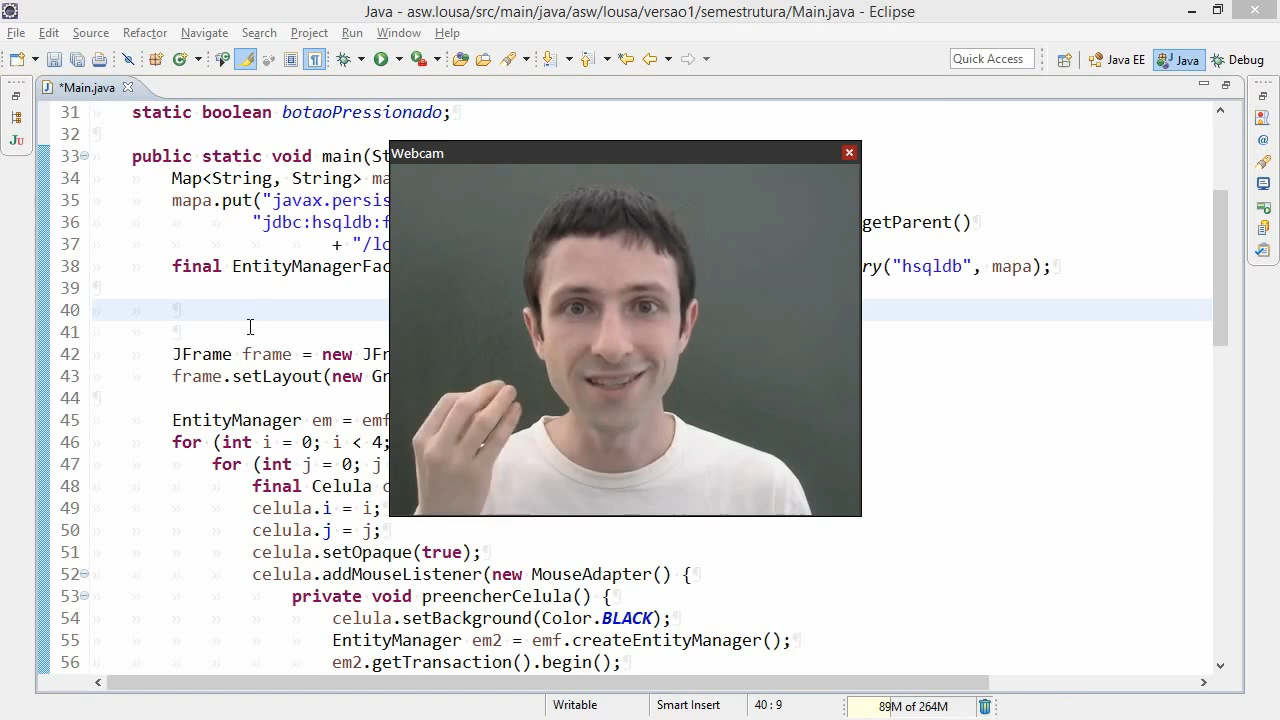 Java - asw.lousa/src/main/java/asw/lousa/versao1/semestrutura/Main.java - Eclipse
File Edit Source Refactor Navigate Search Project Run Window Help
Quick Access Java EE Java Debug
*Main.java
31 static boolean botaoPressionado;
32
33 public static void main(St
Webcam
34 Map<String, String> ma
35 mapa.put("javax.persis
36 "jdbc:hsqldb:f getParent()
37 + "/lo
38 final EntityManagerFac ry("hsqldb", mapa);
39
40
41
42 JFrame frame = new JFr
43 frame.setLayout(new Gr
44
45 EntityManager em = emf
46 for (int i = 0; i < 4;
47 for (int j = 0; j
48 final Celula c
49 celula.i = i;
50 celula.j = j;
51 celula.setOpaque(true);
52 celula.addMouseListener(new MouseAdapter() {
53 private void preencherCelula() {
54 celula.setBackground(Color.BLACK);
55 EntityManager em2 = emf.createEntityManager();
56 em2.getTransaction().begin();
Writable Smart Insert 40 : 9 89M of 264M